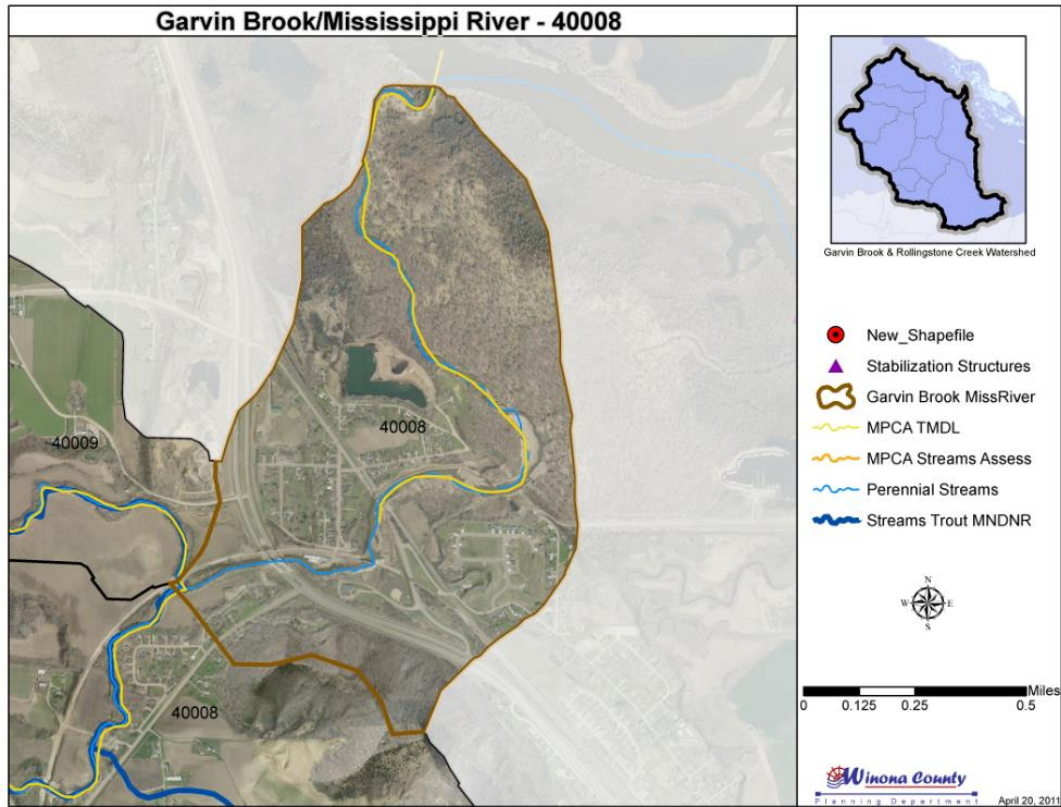 Garvin Brook/Mississippi River - 40008
40009
40008
40008
Garvin Brook & Rollingstone Creek Watershed
New_Shapefile
Stabilization Structures
Garvin Brook MissRiver
MPCA TMDL
MPCA Streams Assess
Perennial Streams
Streams Trout MNDNR
N
W E
S
Miles
0 0.125 0.25 0.5
Winona County
Planning Department
April 20, 2011